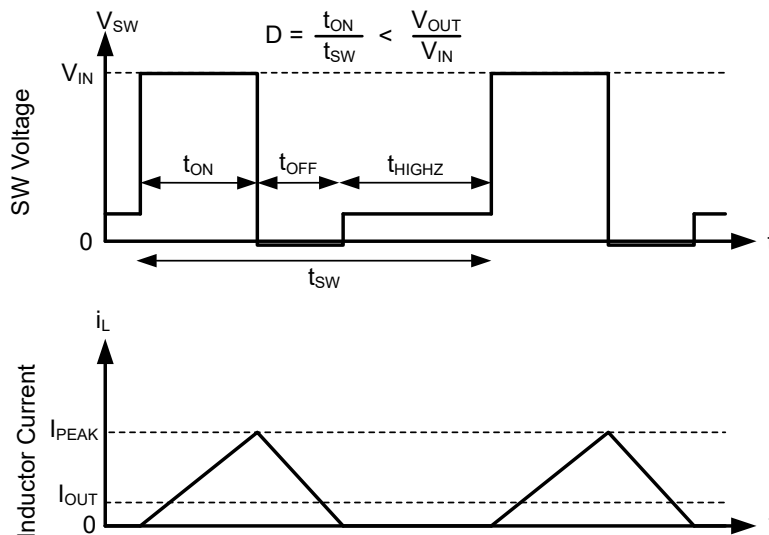 V_SW
D = t_ON/t_SW < V_OUT/V_IN
V_IN
SW Voltage
t_ON
t_OFF
t_HIGHZ
0
t_SW
i_L
Inductor Current
I_PEAK
I_OUT
0